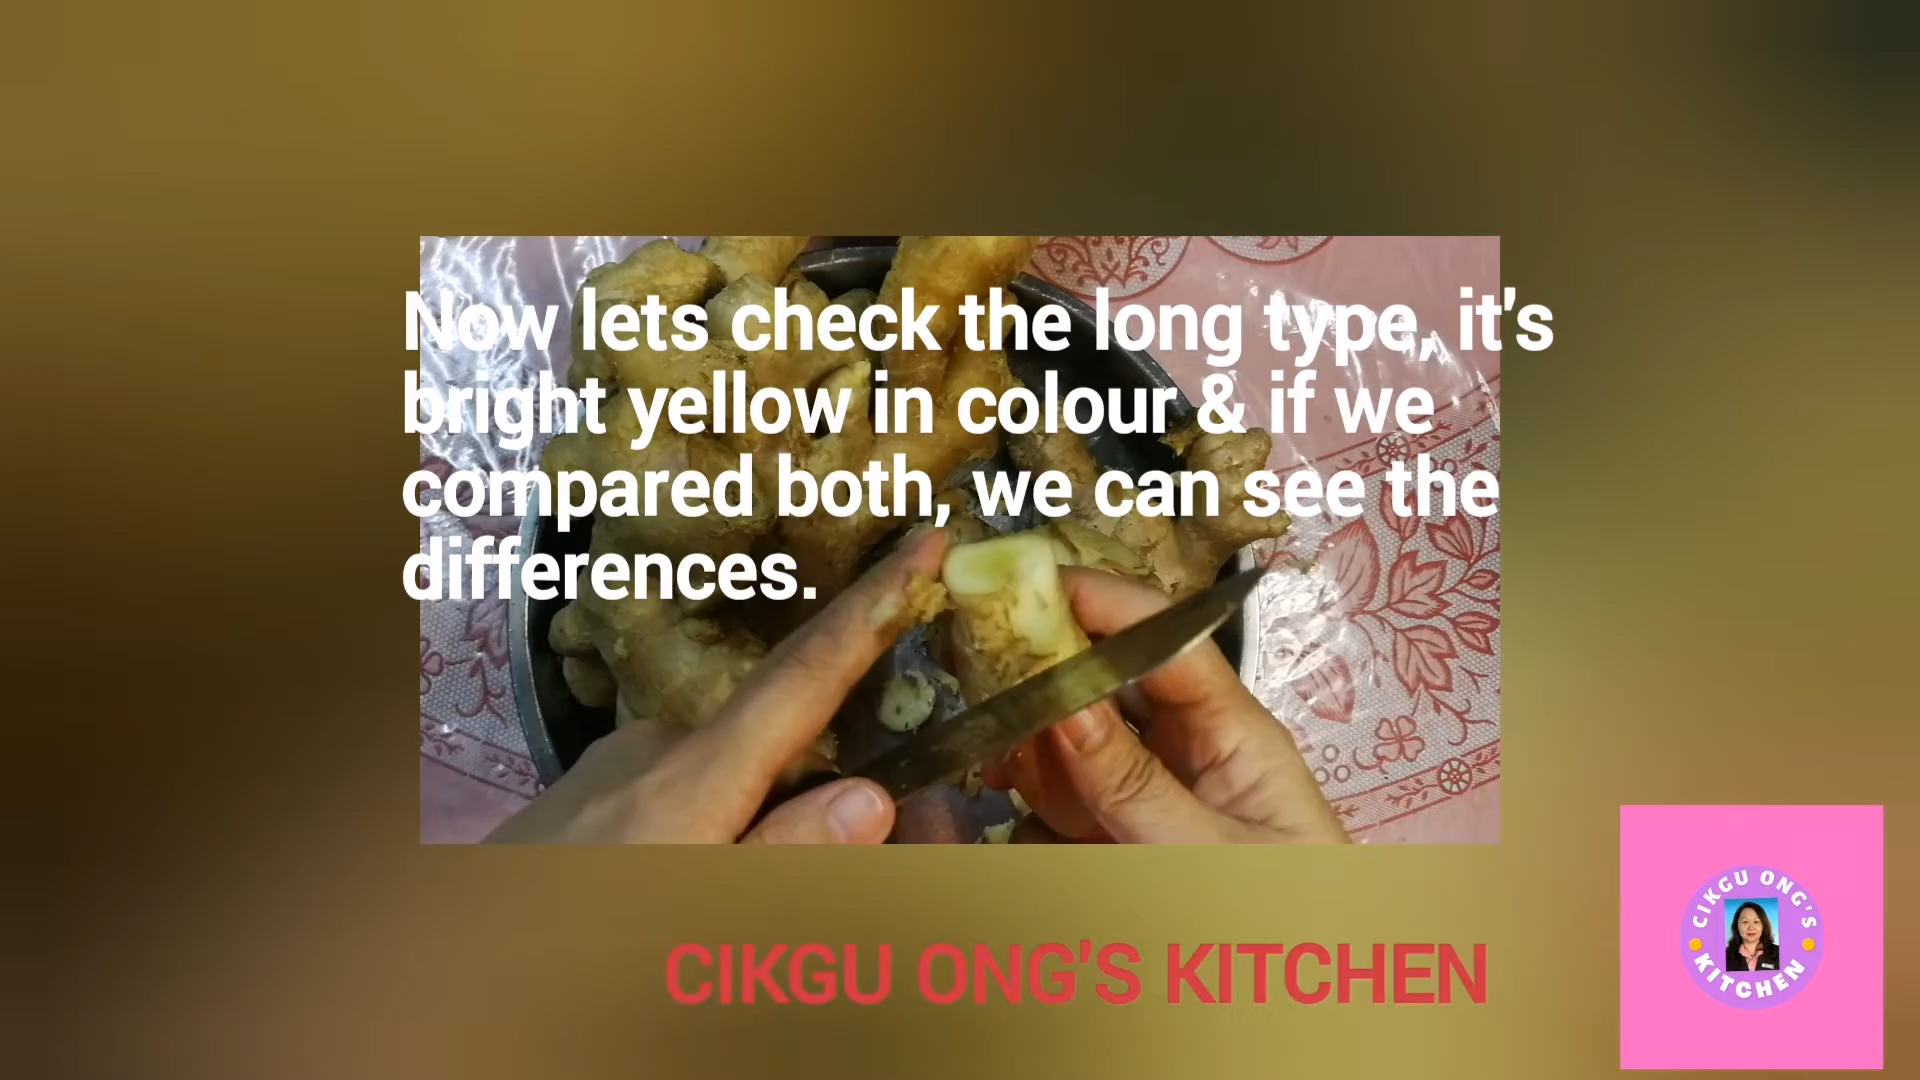 Now lets check the long type, it's
bright yellow in colour & if we
compared both, we can see the
differences.
CIKGU ONG'S KITCHEN
CIKGU ONG'S
KITCHEN